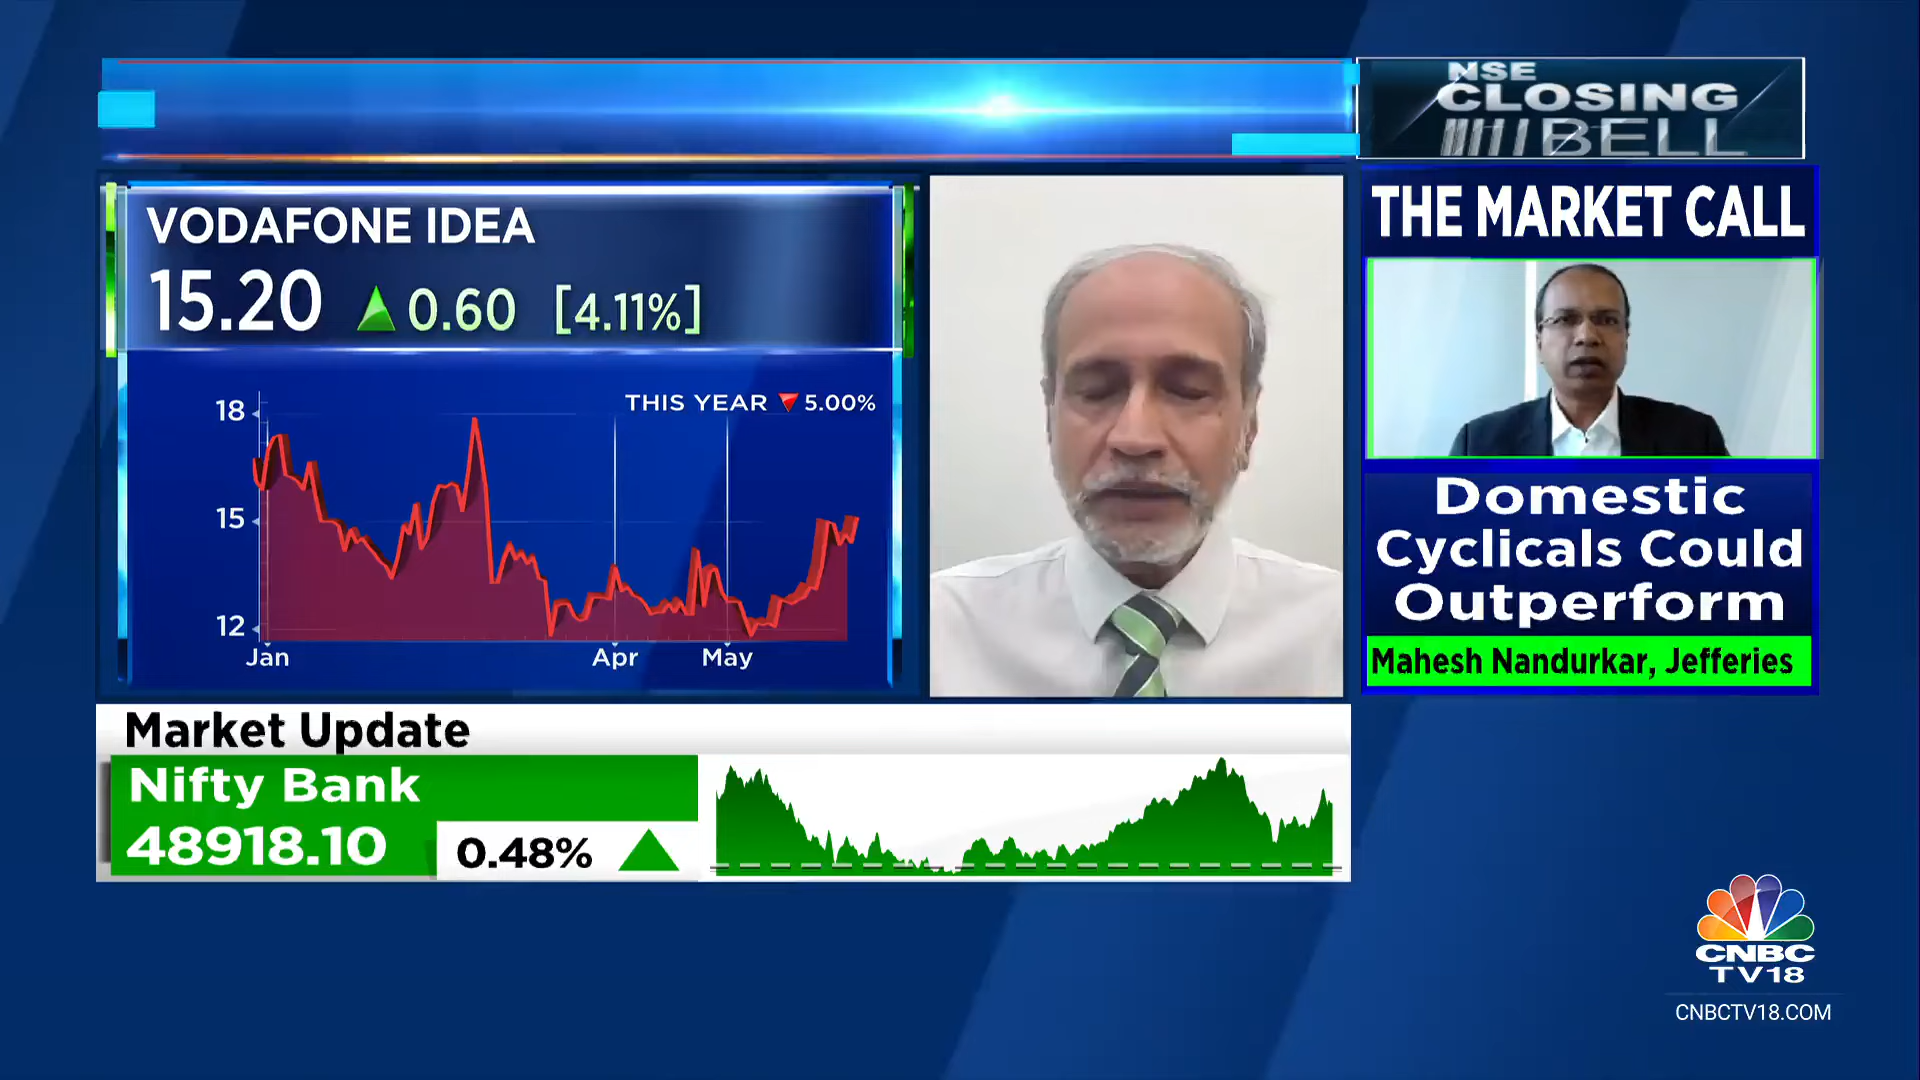 NSE
CLOSING
BELL
VODAFONE IDEA
15.20 ▲ 0.60 [4.11%]
THIS YEAR ▼ 5.00%
18
15
12
Jan Apr May
THE MARKET CALL
Domestic
Cyclicals Could
Outperform
Mahesh Nandurkar, Jefferies
Market Update
Nifty Bank
48918.10 0.48% ▲
CNBC
TV18
CNBCTV18.COM